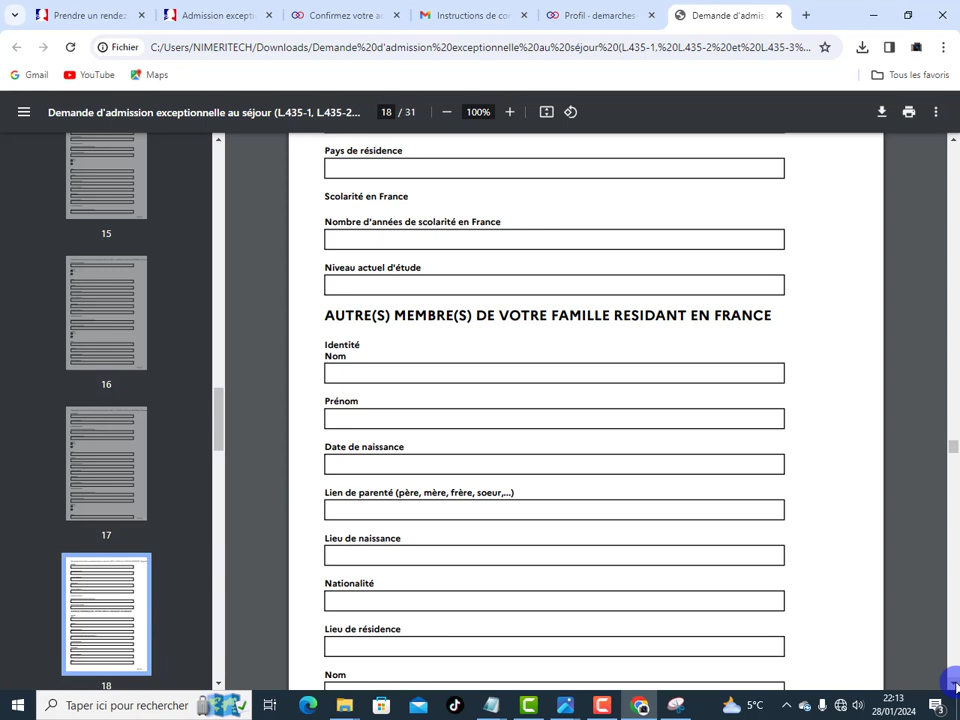 Prendre un rendez
Admission excepti
Confirmez votre ac
Instructions de con
Profil - demarches
Demande d'admis
Fichier
C:/Users/NIMERITECH/Downloads/Demande%20d'admission%20exceptionnelle%20au%20séjour%20(L.435-1,%20L.435-2%20et%20L.435-3%...
Gmail
YouTube
Maps
Tous les favoris
Demande d'admission exceptionnelle au séjour (L.435-1, L.435-2...
18 / 31
100%
15
16
17
18
Pays de résidence
Scolarité en France
Nombre d'années de scolarité en France
Niveau actuel d'étude
AUTRE(S) MEMBRE(S) DE VOTRE FAMILLE RESIDANT EN FRANCE
Identité
Nom
Prénom
Date de naissance
Lien de parenté (père, mère, frère, soeur,...)
Lieu de naissance
Nationalité
Lieu de résidence
Nom
Taper ici pour rechercher
5°C
22:13
28/01/2024
3